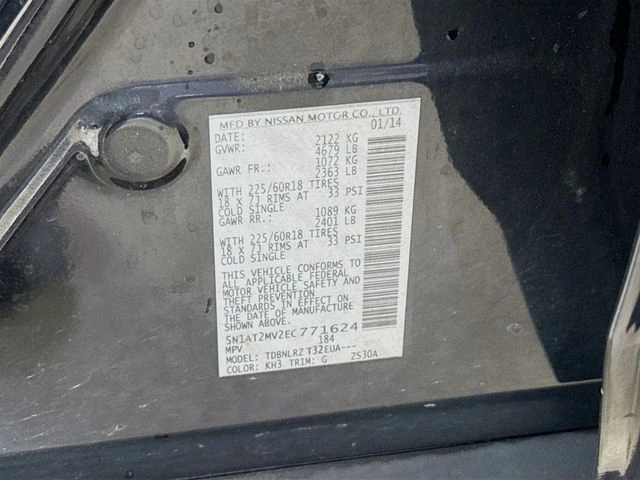 MFD BY NISSAN MOTOR CO., LTD.
DATE: 01/14
GVWR: 2122 KG
4679 LB
GAWR FR.: 1072 KG
2363 LB
WITH 225/60R18 TIRES
18 X 7J RIMS AT 33 PSI
COLD SINGLE
GAWR RR.: 1089 KG
2401 LB
WITH 225/60R18 TIRES
18 X 7J RIMS AT 33 PSI
COLD SINGLE
THIS VEHICLE CONFORMS TO
ALL APPLICABLE FEDERAL
MOTOR VEHICLE SAFETY AND
THEFT PREVENTION
STANDARDS IN EFFECT ON
THE DATE OF MANUFACTURE
SHOWN ABOVE.
5N1AT2MV2EC771624
MPV 184
MODEL: TDBNLRZ T32EUA---
COLOR: KH3 TRIM: G ZS30A